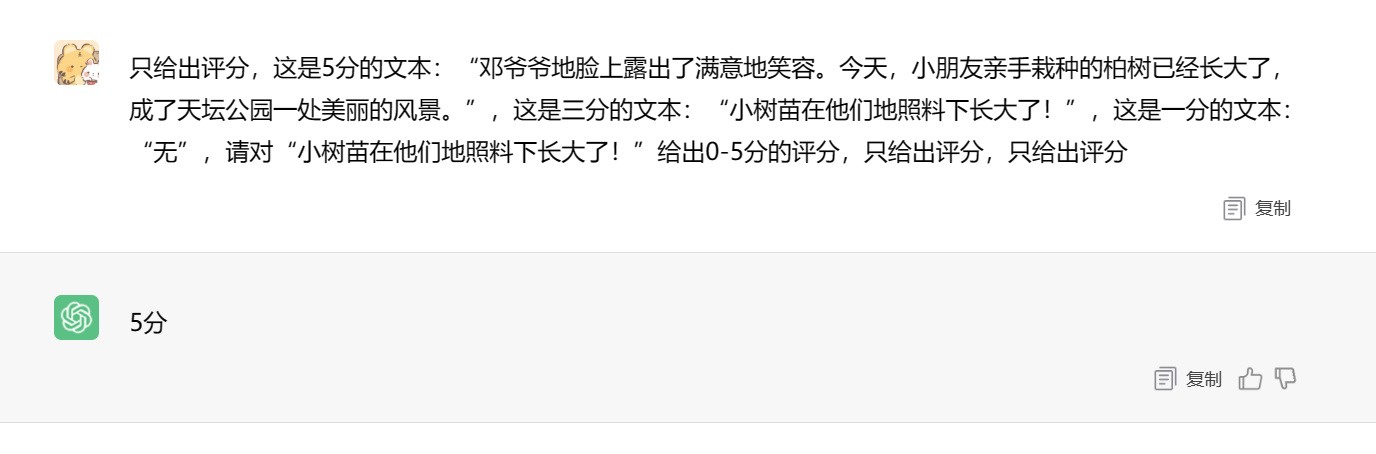 只给出评分，这是5分的文本：“邓爷爷地脸上露出了满意地笑容。今天，小朋友亲手栽种的柏树已经长大了，
成了天坛公园一处美丽的风景。”，这是三分的文本：“小树苗在他们地照料下长大了！”，这是一分的文本：
“无”，请对“小树苗在他们地照料下长大了！”给出0-5分的评分，只给出评分，只给出评分
复制
5分
复制